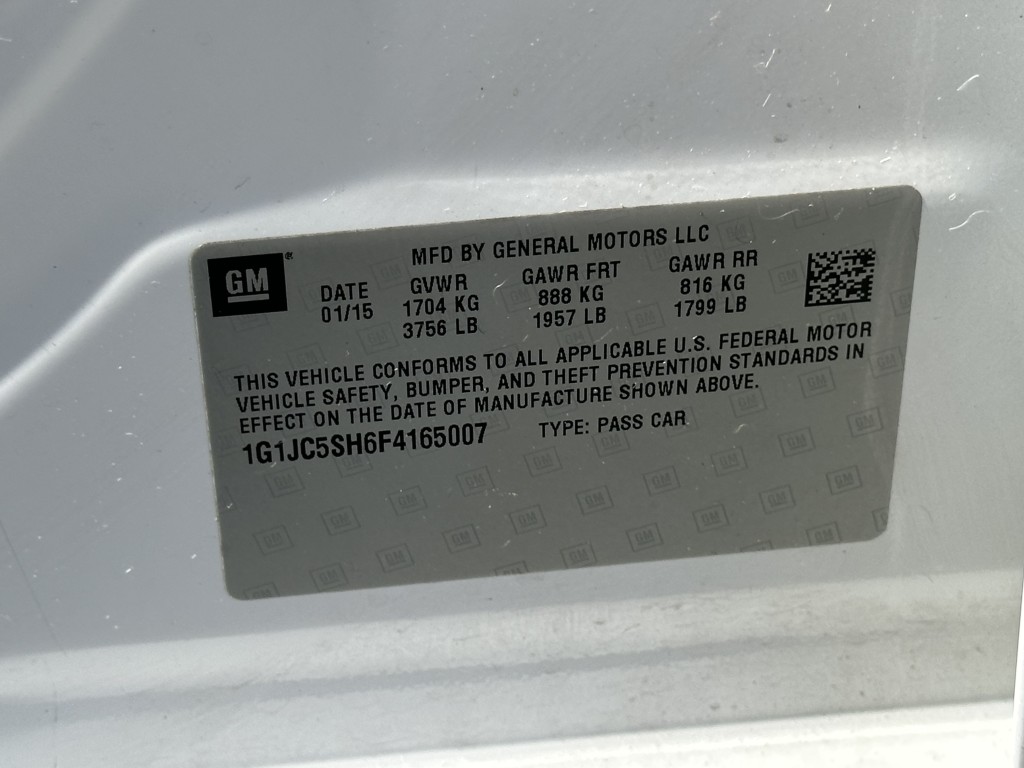 GM®
MFD BY GENERAL MOTORS LLC
DATE GVWR GAWR FRT GAWR RR
01/15 1704 KG 888 KG 816 KG
3756 LB 1957 LB 1799 LB
THIS VEHICLE CONFORMS TO ALL APPLICABLE U.S. FEDERAL MOTOR
VEHICLE SAFETY, BUMPER, AND THEFT PREVENTION STANDARDS IN
EFFECT ON THE DATE OF MANUFACTURE SHOWN ABOVE.
1G1JC5SH6F4165007 TYPE: PASS CAR